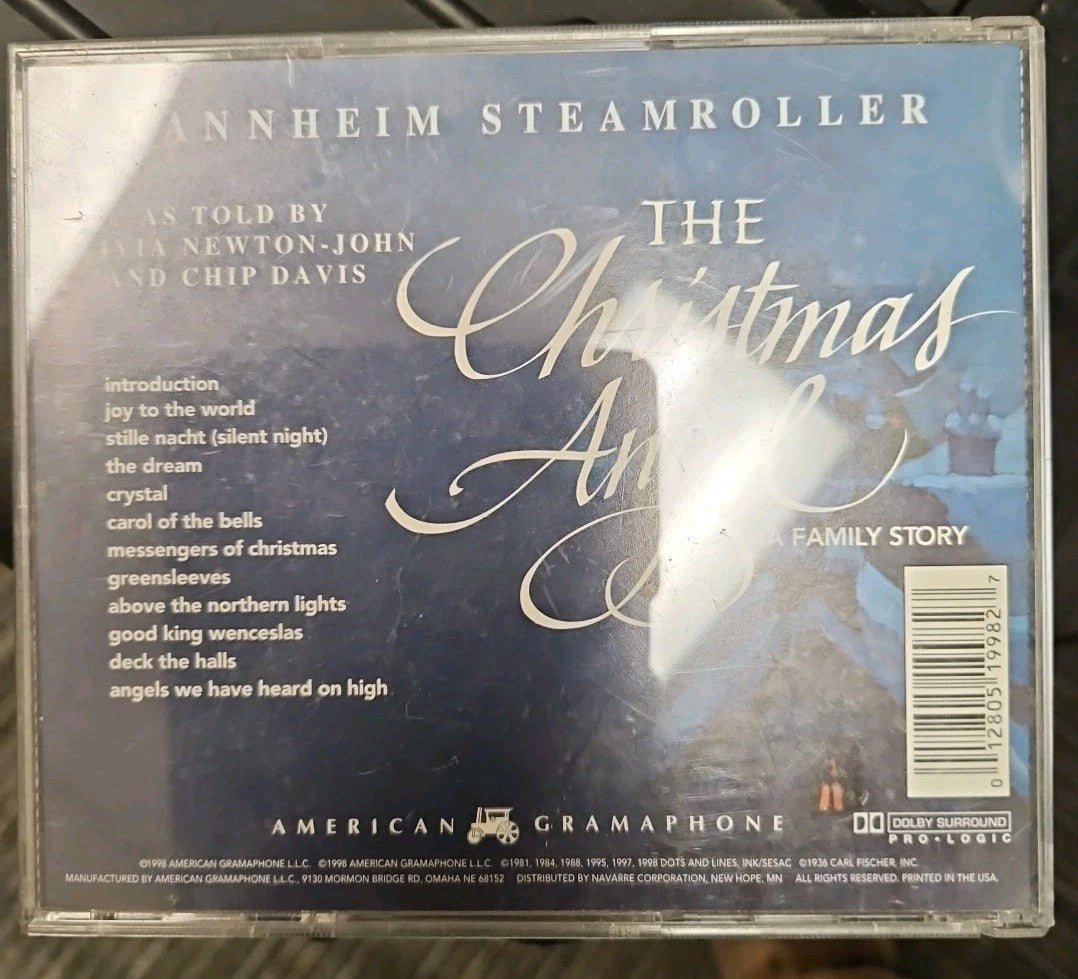 MANNHEIM STEAMROLLER
AS TOLD BY
OLIVIA NEWTON-JOHN
AND CHIP DAVIS
THE
Christmas
Angel
A FAMILY STORY
introduction
joy to the world
stille nacht (silent night)
the dream
crystal
carol of the bells
messengers of christmas
greensleeves
above the northern lights
good king wenceslas
deck the halls
angels we have heard on high
0 12805 19982 7
AMERICAN GRAMAPHONE
DOLBY SURROUND
PRO•LOGIC
℗1998 AMERICAN GRAMAPHONE L.L.C. ©1998 AMERICAN GRAMAPHONE L.L.C. ©1981, 1984, 1988, 1995, 1997, 1998 DOTS AND LINES, INK/SESAC ©1936 CARL FISCHER, INC.
MANUFACTURED BY AMERICAN GRAMAPHONE L.L.C., 9130 MORMON BRIDGE RD, OMAHA NE 68152 DISTRIBUTED BY NAVARRE CORPORATION, NEW HOPE, MN ALL RIGHTS RESERVED. PRINTED IN THE USA.